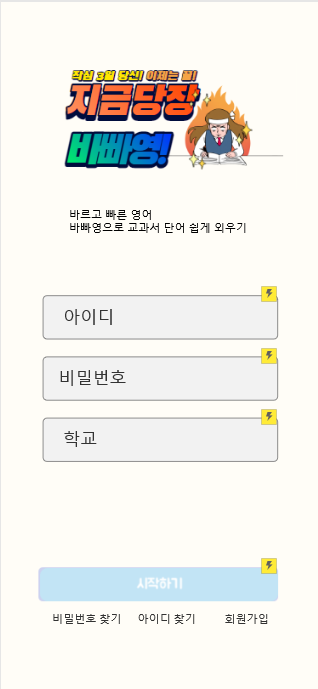 작심 3일 당신! 이제는 끝!
지금당장
바빠영!
바르고 빠른 영어
바빠영으로 교과서 단어 쉽게 외우기
아이디
비밀번호
학교
시작하기
비밀번호 찾기 아이디 찾기 회원가입